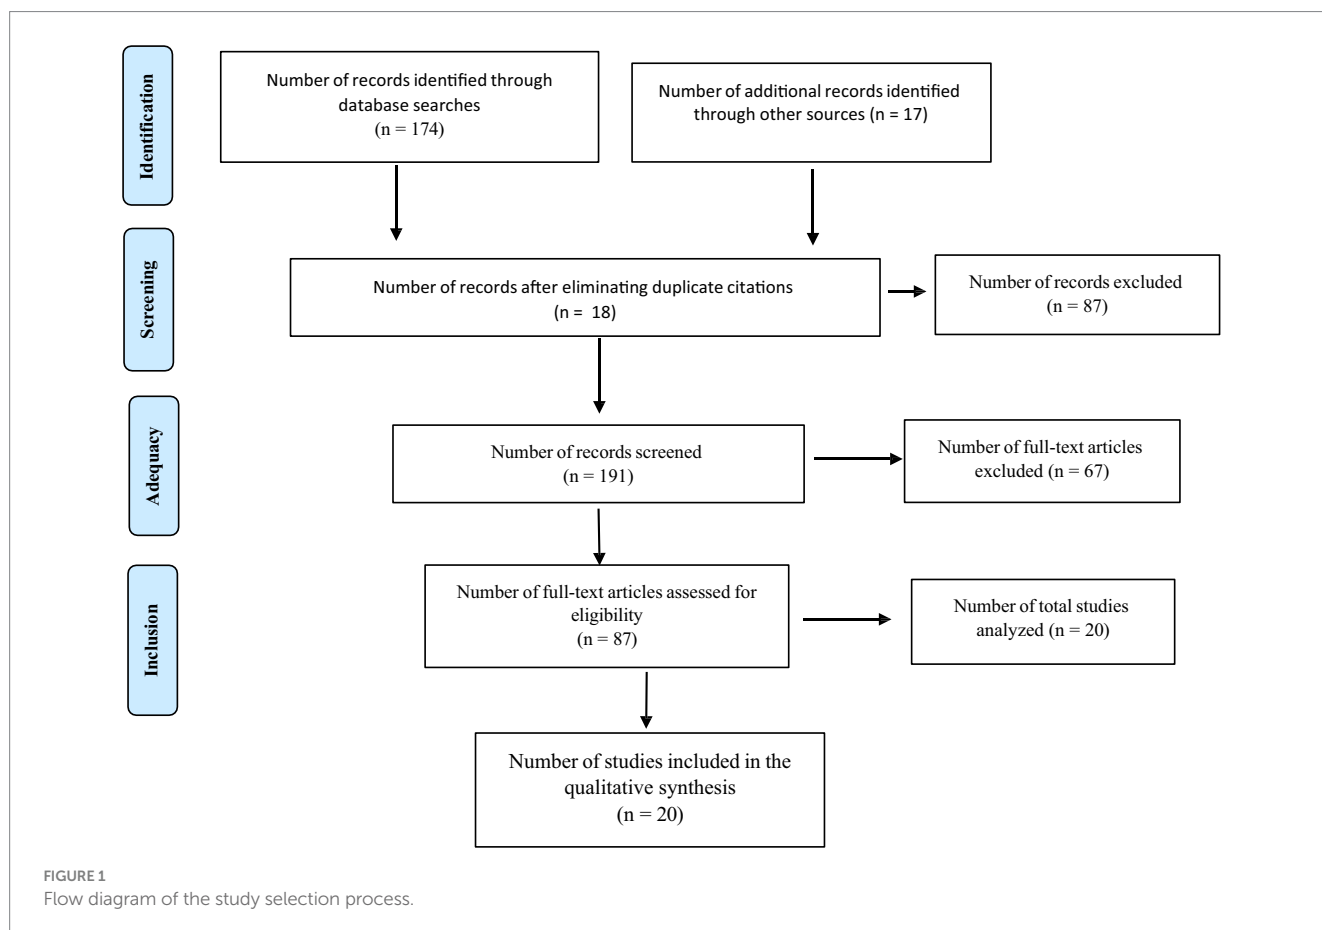 Identification
Number of records identified through
database searches
(n = 174)
Number of additional records identified
through other sources (n = 17)
Screening
Number of records after eliminating duplicate citations
(n = 18)
Number of records excluded
(n = 87)
Adequacy
Number of records screened
(n = 191)
Number of full-text articles
excluded (n = 67)
Inclusion
Number of full-text articles assessed for
eligibility
(n = 87)
Number of total studies
analyzed (n = 20)
Number of studies included in the
qualitative synthesis
(n = 20)
FIGURE 1
Flow diagram of the study selection process.